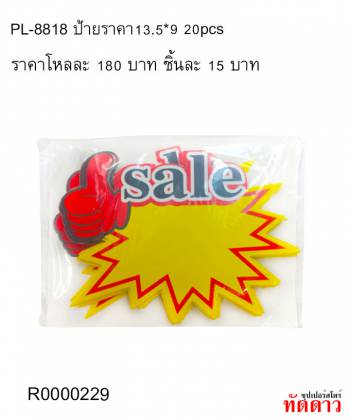 PL-8818 ป้ายราคา13.5*9 20pcs
ราคาโหลละ 180 บาท ชิ้นละ 15 บาท
sale
R0000229
ซุปเปอร์สโตร์
ทัดดาว